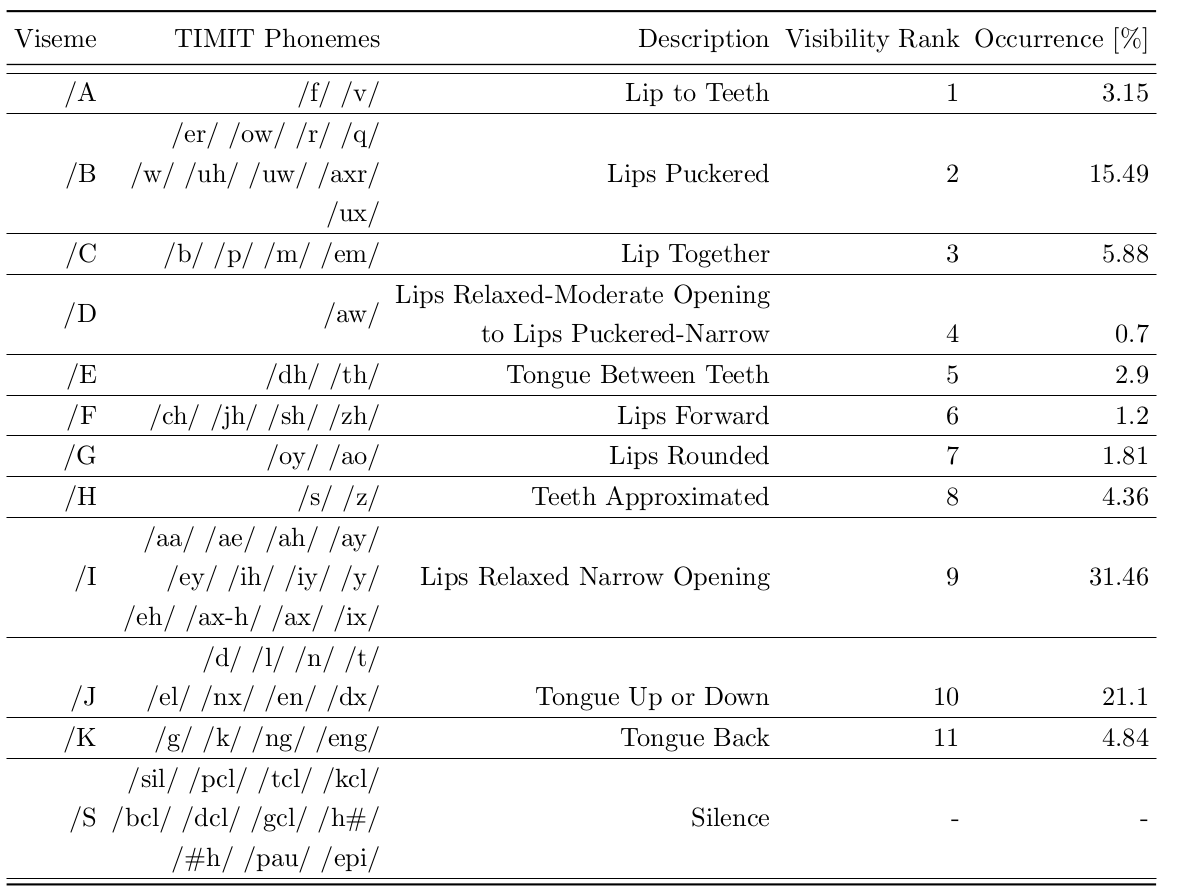 Viseme TIMIT Phonemes Description Visibility Rank Occurrence [%]
/A /f/ /v/ Lip to Teeth 1 3.15
/er/ /ow/ /r/ /q/
/B /w/ /uh/ /uw/ /axr/ Lips Puckered 2 15.49
/ux/
/C /b/ /p/ /m/ /em/ Lip Together 3 5.88
/D /aw/ Lips Relaxed-Moderate Opening
to Lips Puckered-Narrow 4 0.7
/E /dh/ /th/ Tongue Between Teeth 5 2.9
/F /ch/ /jh/ /sh/ /zh/ Lips Forward 6 1.2
/G /oy/ /ao/ Lips Rounded 7 1.81
/H /s/ /z/ Teeth Approximated 8 4.36
/aa/ /ae/ /ah/ /ay/
/I /ey/ /ih/ /iy/ /y/ Lips Relaxed Narrow Opening 9 31.46
/eh/ /ax-h/ /ax/ /ix/
/d/ /l/ /n/ /t/
/J /el/ /nx/ /en/ /dx/ Tongue Up or Down 10 21.1
/K /g/ /k/ /ng/ /eng/ Tongue Back 11 4.84
/sil/ /pcl/ /tcl/ /kcl/
/S /bcl/ /dcl/ /gcl/ /h#/ Silence - -
/#h/ /pau/ /epi/